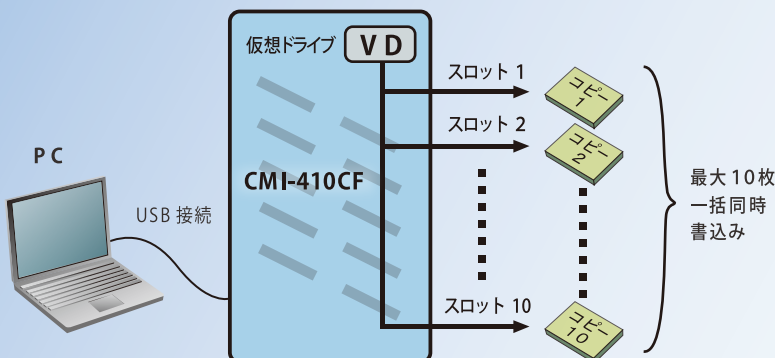 仮想ドライブ VD
スロット 1
コピー
1
スロット 2
コピー
2
PC
CMI-410CF
USB 接続
最大10枚
一括同時
書込み
スロット 10
コピー
10